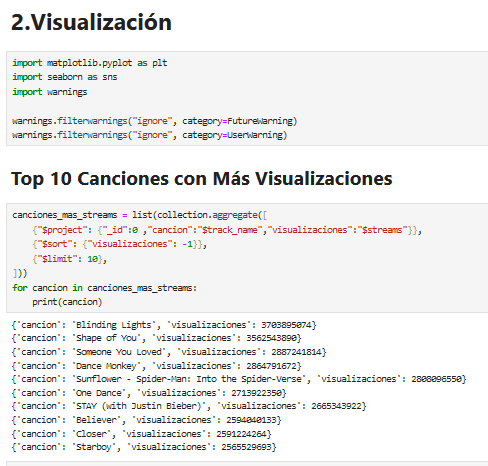 2.Visualización
import matplotlib.pyplot as plt
import seaborn as sns
import warnings
warnings.filterwarnings("ignore", category=FutureWarning)
warnings.filterwarnings("ignore", category=UserWarning)
Top 10 Canciones con Más Visualizaciones
canciones_mas_streams = list(collection.aggregate([
    {"$project": {"_id":0 ,"cancion":"$track_name","visualizaciones":"$streams"}},
    {"$sort": {"visualizaciones": -1}},
    {"$limit": 10},
]))
for cancion in canciones_mas_streams:
    print(cancion)
{'cancion': 'Blinding Lights', 'visualizaciones': 3703895074}
{'cancion': 'Shape of You', 'visualizaciones': 3562543890}
{'cancion': 'Someone You Loved', 'visualizaciones': 2887241814}
{'cancion': 'Dance Monkey', 'visualizaciones': 2864791672}
{'cancion': 'Sunflower - Spider-Man: Into the Spider-Verse', 'visualizaciones': 2808096550}
{'cancion': 'One Dance', 'visualizaciones': 2713922350}
{'cancion': 'STAY (with Justin Bieber)', 'visualizaciones': 2665343922}
{'cancion': 'Believer', 'visualizaciones': 2594040133}
{'cancion': 'Closer', 'visualizaciones': 2591224264}
{'cancion': 'Starboy', 'visualizaciones': 2565529693}